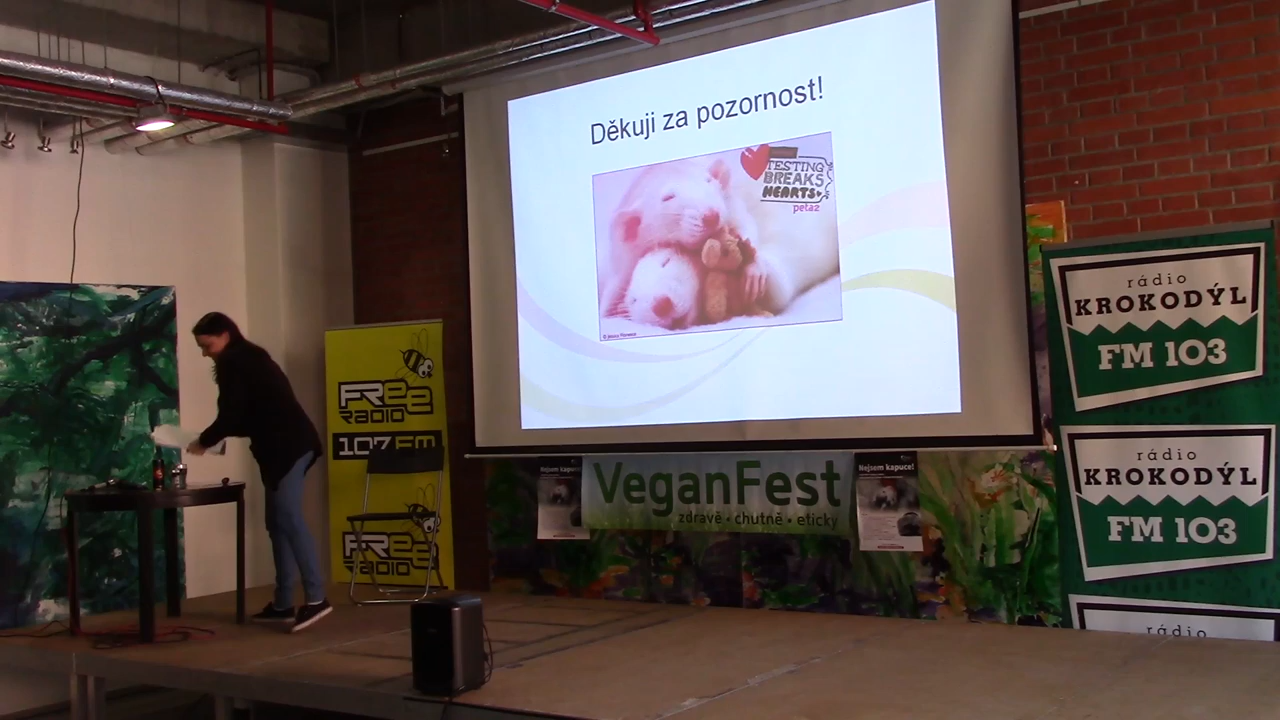 Děkuji za pozornost!
TESTING
BREAKS
HEARTS
peta2
FREE
RADIO
107 FM
FREE
RADIO
Nejsem kapuce!
VeganFest
zdravě • chutně • eticky
Nejsem kapuce!
rádio
KROKODÝL
FM 103
rádio
KROKODÝL
FM 103
rádio